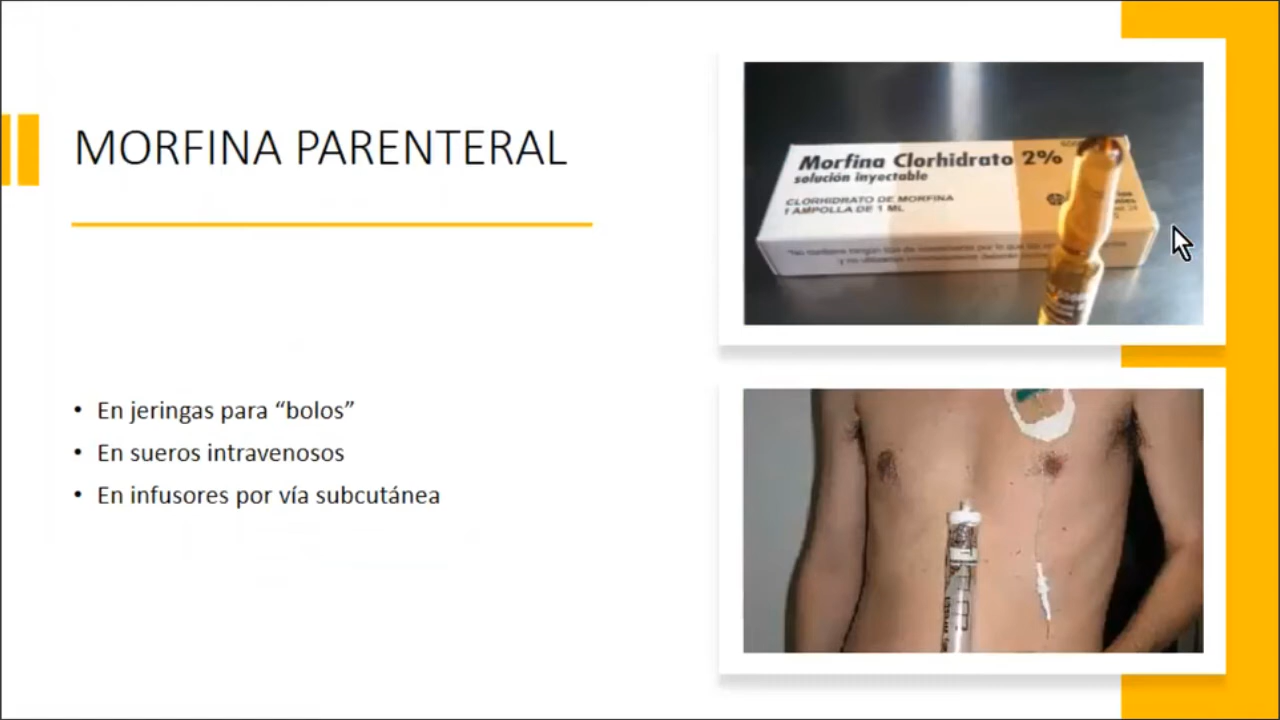 MORFINA PARENTERAL
• En jeringas para “bolos”
• En sueros intravenosos
• En infusores por vía subcutánea
Morfina Clorhidrato 2%
solución inyectable
CLORHIDRATO DE MORFINA
1 AMPOLLA DE 1 ML